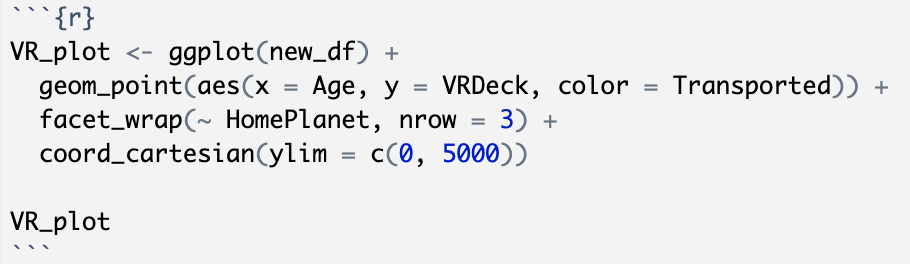 ```{r}
VR_plot <- ggplot(new_df) +
  geom_point(aes(x = Age, y = VRDeck, color = Transported)) +
  facet_wrap(~ HomePlanet, nrow = 3) +
  coord_cartesian(ylim = c(0, 5000))

VR_plot
```